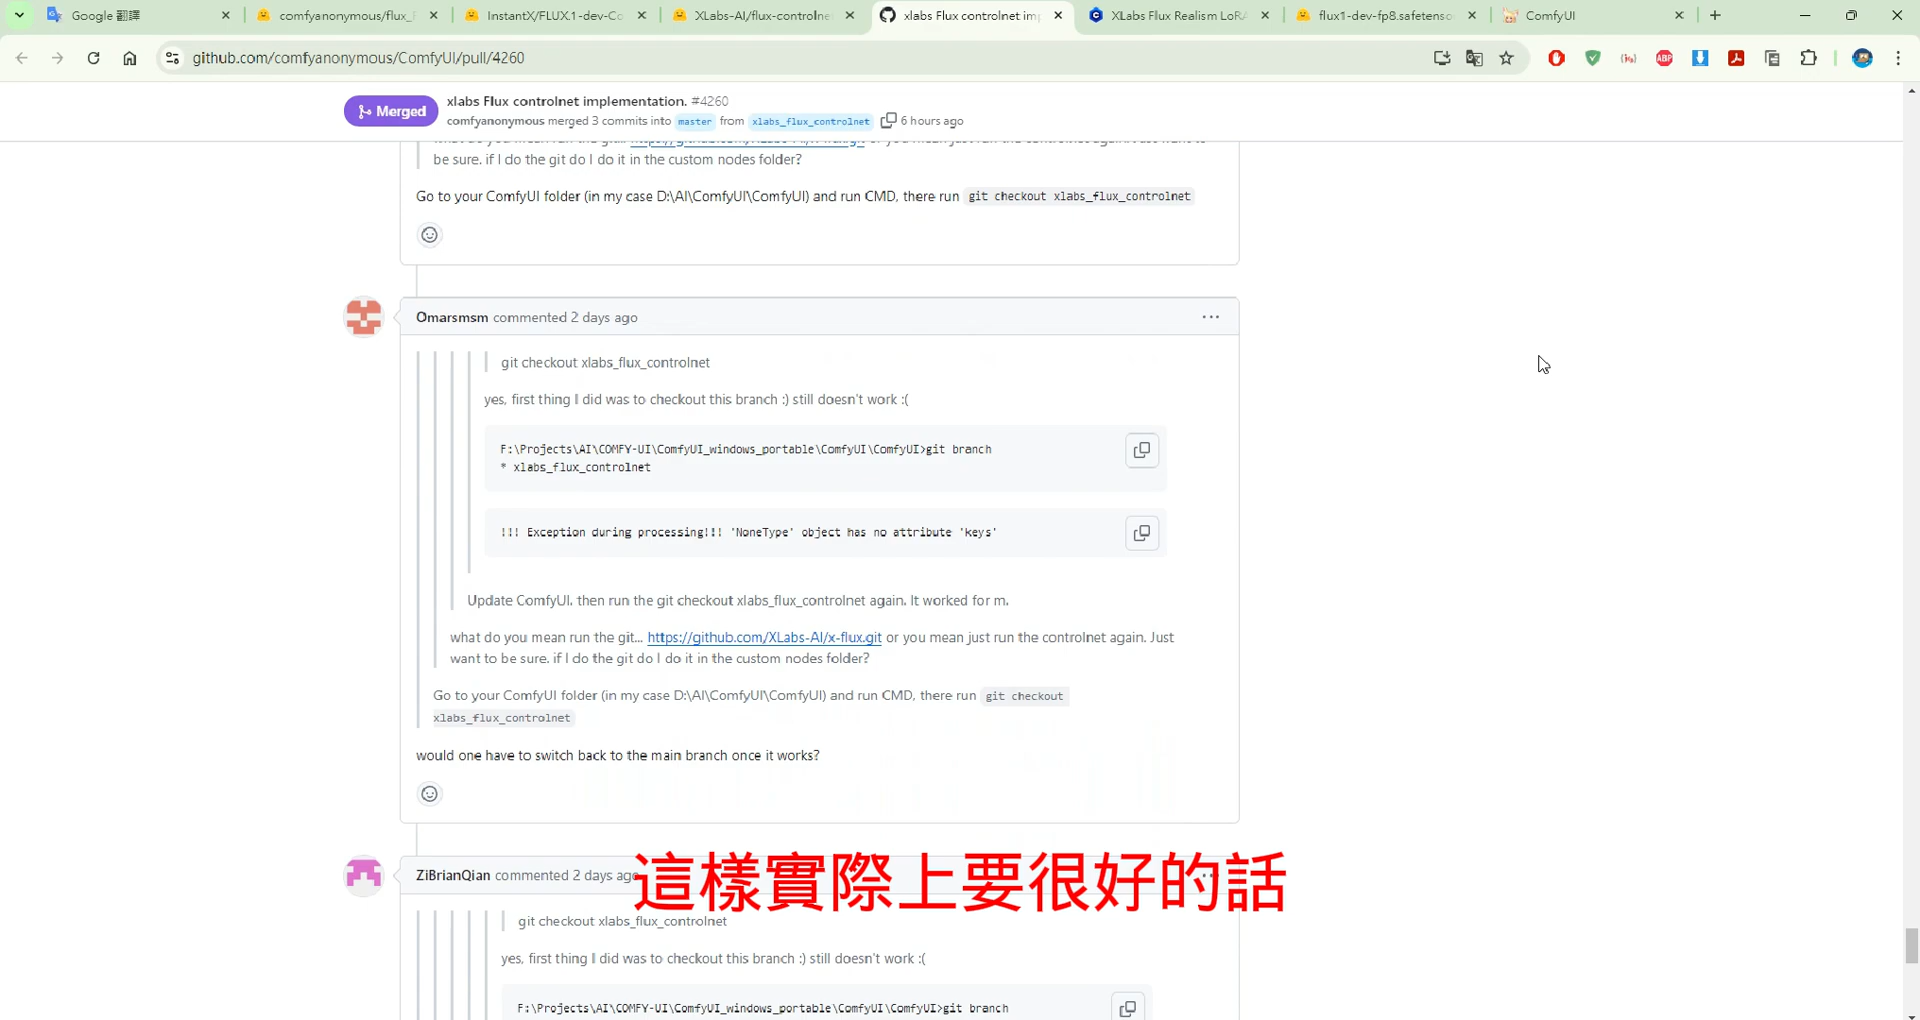 Google 翻譯
comfyanonymous/flux_
InstantX/FLUX.1-dev-Co
XLabs-AI/flux-controlne
xlabs Flux controlnet im
XLabs Flux Realism LoRA
flux1-dev-fp8.safetenso
ComfyUI
github.com/comfyanonymous/ComfyUI/pull/4260
ABP
Merged
xlabs Flux controlnet implementation. #4260
comfyanonymous merged 3 commits into master from xlabs_flux_controlnet 6 hours ago
be sure. if I do the git do I do it in the custom nodes folder?
Go to your ComfyUI folder (in my case D:\AI\ComfyUI\ComfyUI) and run CMD, there run git checkout xlabs_flux_controlnet
Omarsmsm commented 2 days ago
git checkout xlabs_flux_controlnet
yes, first thing I did was to checkout this branch :) still doesn't work :(
F:\Projects\AI\COMFY-UI\ComfyUI_windows_portable\ComfyUI\ComfyUI>git branch
* xlabs_flux_controlnet
!!! Exception during processing!!! 'NoneType' object has no attribute 'keys'
Update ComfyUI, then run the git checkout xlabs_flux_controlnet again. It worked for m.
what do you mean run the git... https://github.com/XLabs-AI/x-flux.git or you mean just run the controlnet again. Just
want to be sure. if I do the git do I do it in the custom nodes folder?
Go to your ComfyUI folder (in my case D:\AI\ComfyUI\ComfyUI) and run CMD, there run git checkout
xlabs_flux_controlnet
would one have to switch back to the main branch once it works?
ZiBrianQian commented 2 days ago
這樣實際上要很好的話
git checkout xlabs_flux_controlnet
yes, first thing I did was to checkout this branch :) still doesn't work :(
F:\Projects\AI\COMFY-UI\ComfyUI_windows_portable\ComfyUI\ComfyUI>git branch